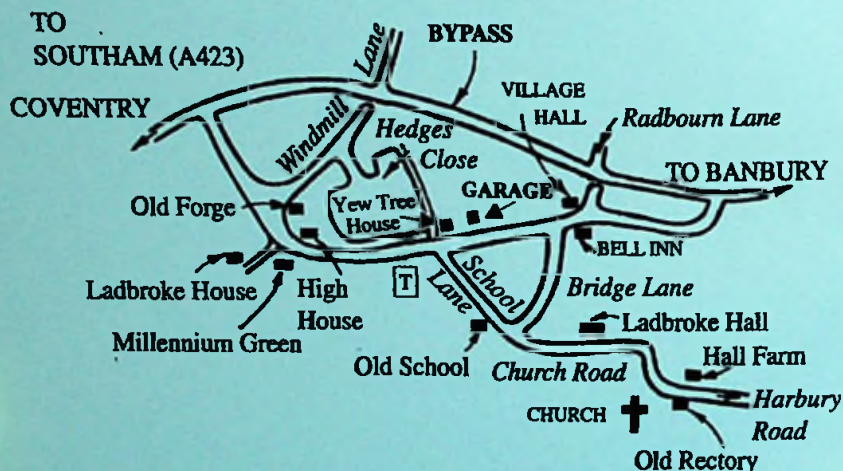 TO
SOUTHAM (A423)
COVENTRY
Lane
BYPASS
VILLAGE
HALL
Radbourn Lane
Windmill
Hedges
Close
TO BANBURY
Old Forge
Yew Tree
House
GARAGE
BELL INN
Ladbroke House
High
House
T
School
Lane
Bridge Lane
Millennium Green
Ladbroke Hall
Old School
Church Road
Hall Farm
CHURCH
Harbury
Road
Old Rectory